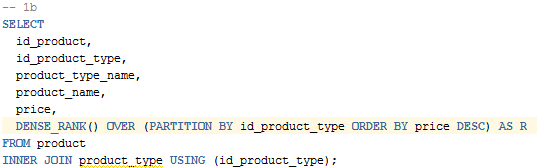 -- 1b
SELECT
id_product,
id_product_type,
product_type_name,
product_name,
price,
DENSE_RANK() OVER (PARTITION BY id_product_type ORDER BY price DESC) AS R
FROM product
INNER JOIN product_type USING (id_product_type);